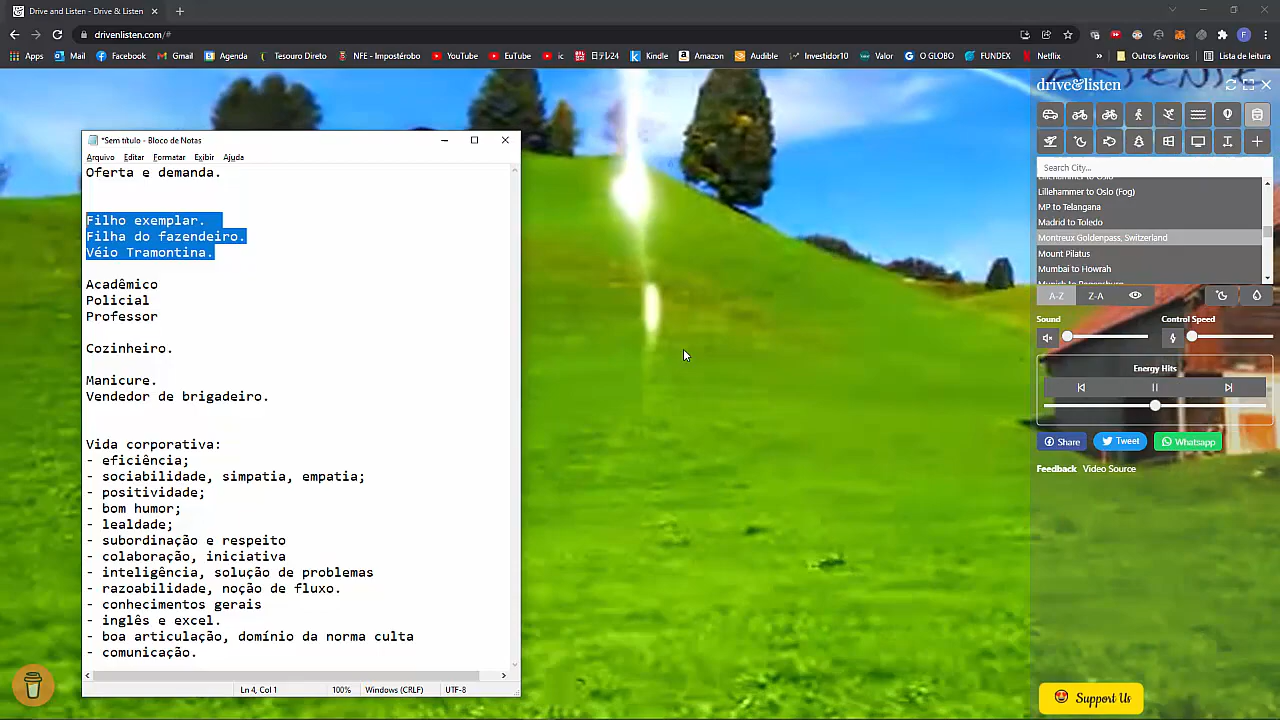 Drive and Listen - Drive & Listen
drivenlisten.com/#
Apps
Mail
Facebook
Gmail
Agenda
Tesouro Direto
NFE - Impostérobo
YouTube
EuTube
ic
Kindle
Amazon
Audible
Investidor10
Valor
O GLOBO
FUNDEX
Netflix
»
Outros favoritos
Lista de leitura
*Sem título - Bloco de Notas
Arquivo Editar Formatar Exibir Ajuda
Oferta e demanda.
Filho exemplar.
Filha do fazendeiro.
Véio Tramontina.
Acadêmico
Policial
Professor
Cozinheiro.
Manicure.
Vendedor de brigadeiro.
Vida corporativa:
- eficiência;
- sociabilidade, simpatia, empatia;
- positividade;
- bom humor;
- lealdade;
- subordinação e respeito
- colaboração, iniciativa
- inteligência, solução de problemas
- razoabilidade, noção de fluxo.
- conhecimentos gerais
- inglês e excel.
- boa articulação, domínio da norma culta
- comunicação.
Ln 4, Col 1 100% Windows (CRLF) UTF-8
drive&listen
Search City...
Lillehammer to Oslo
Lillehammer to Oslo (Fog)
MP to Telangana
Madrid to Toledo
Montreux Goldenpass, Switzerland
Mount Pilatus
Mumbai to Howrah
A-Z Z-A
Sound Control Speed
Energy Hits
Share Tweet Whatsapp
Feedback Video Source
Support Us